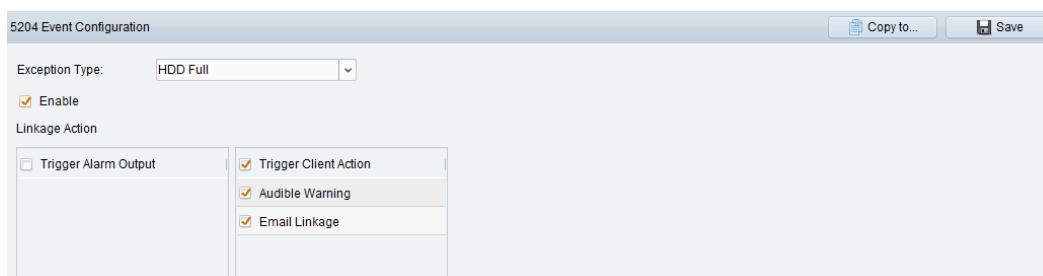 5204 Event Configuration Copy to... Save
Exception Type: HDD Full
Enable
Linkage Action
Trigger Alarm Output Trigger Client Action
Audible Warning
Email Linkage